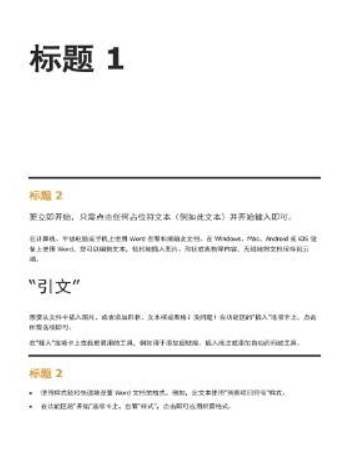 标题 1
标题 2
要立即开始，只需点击任何占位符文本（例如此文本）并开始输入即可。
在计算机、平板电脑或手机上使用 Word 查看和编辑此文档。在 Windows、Mac、Android 或 iOS 设
备上使用 Word，您可以编辑文本，轻松地插入图片、形状或表格等内容，无缝地将文档保存到云
端。
“引文”
想要从文件中插入图片，或者添加形状、文本框或表格？没问题！在功能区的“插入”选项卡上，点击
所需选项即可。
在“插入”选项卡上查找更易用的工具，例如用于添加超链接、插入批注或添加自动页码的工具。
标题 2
使用样式轻松快速地设置 Word 文档的格式。例如，此文本使用“列表项目符号”样式。
在功能区的“开始”选项卡上，查看“样式”，点击即可应用所需格式。